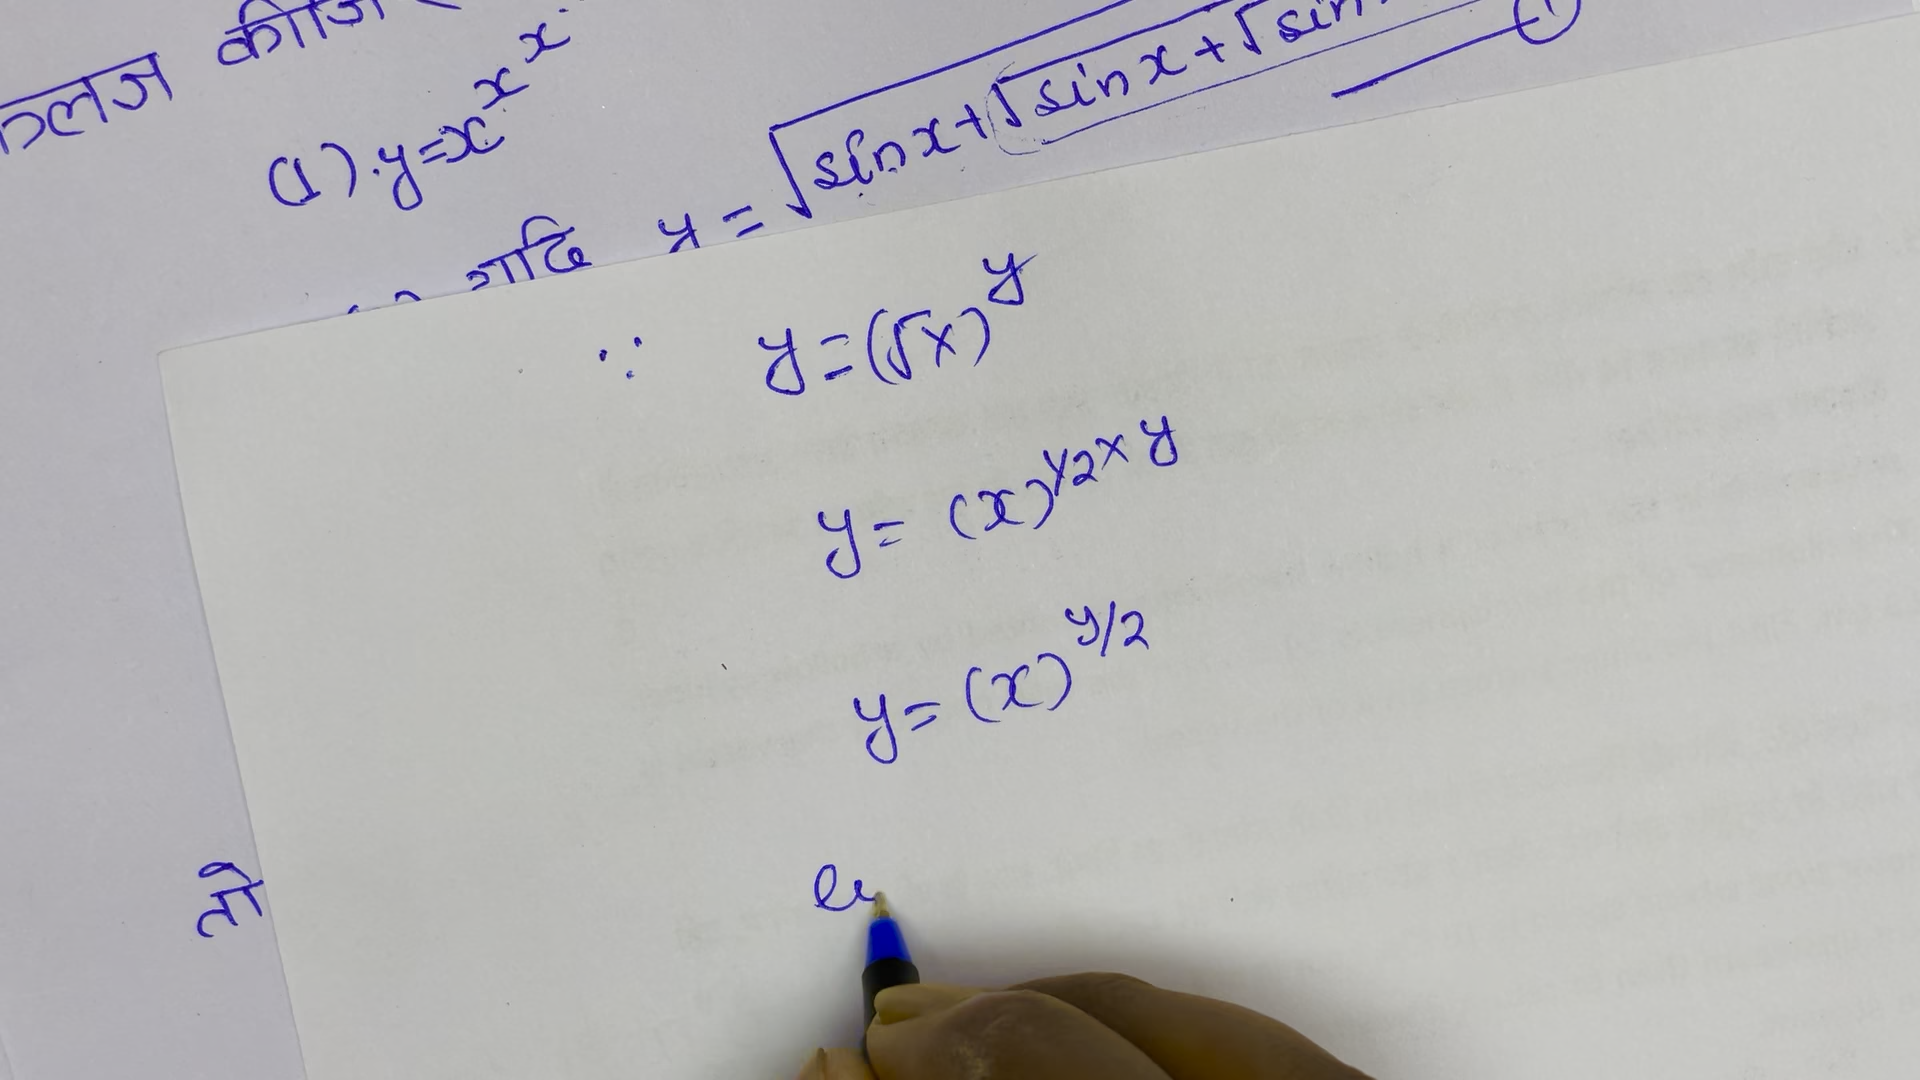 कीजि
(1). y = x^x^x
यदि y = √sin x + √sin x + √sin
∵ y = (√x)^y
y = (x)^1/2 × y
y = (x)^y/2
तो